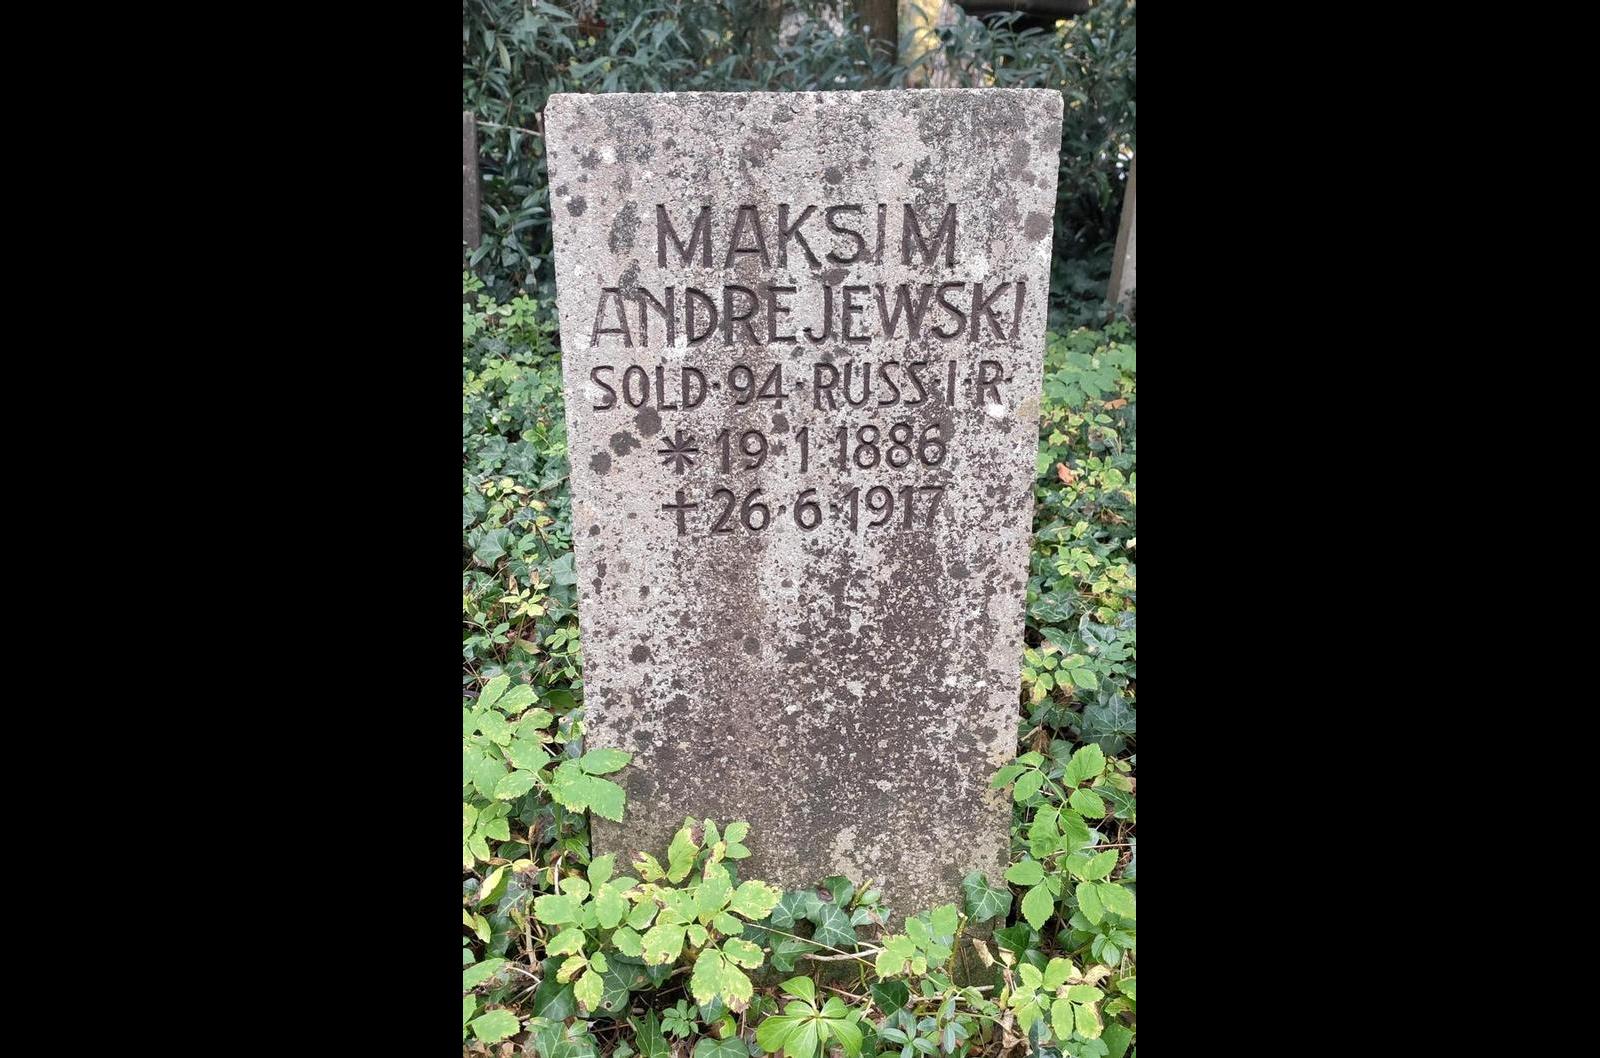 MAKSIM
ANDREJEWSKI
SOLD·94·RUSS·I·R·
* 19·1·1886
† 26·6·1917